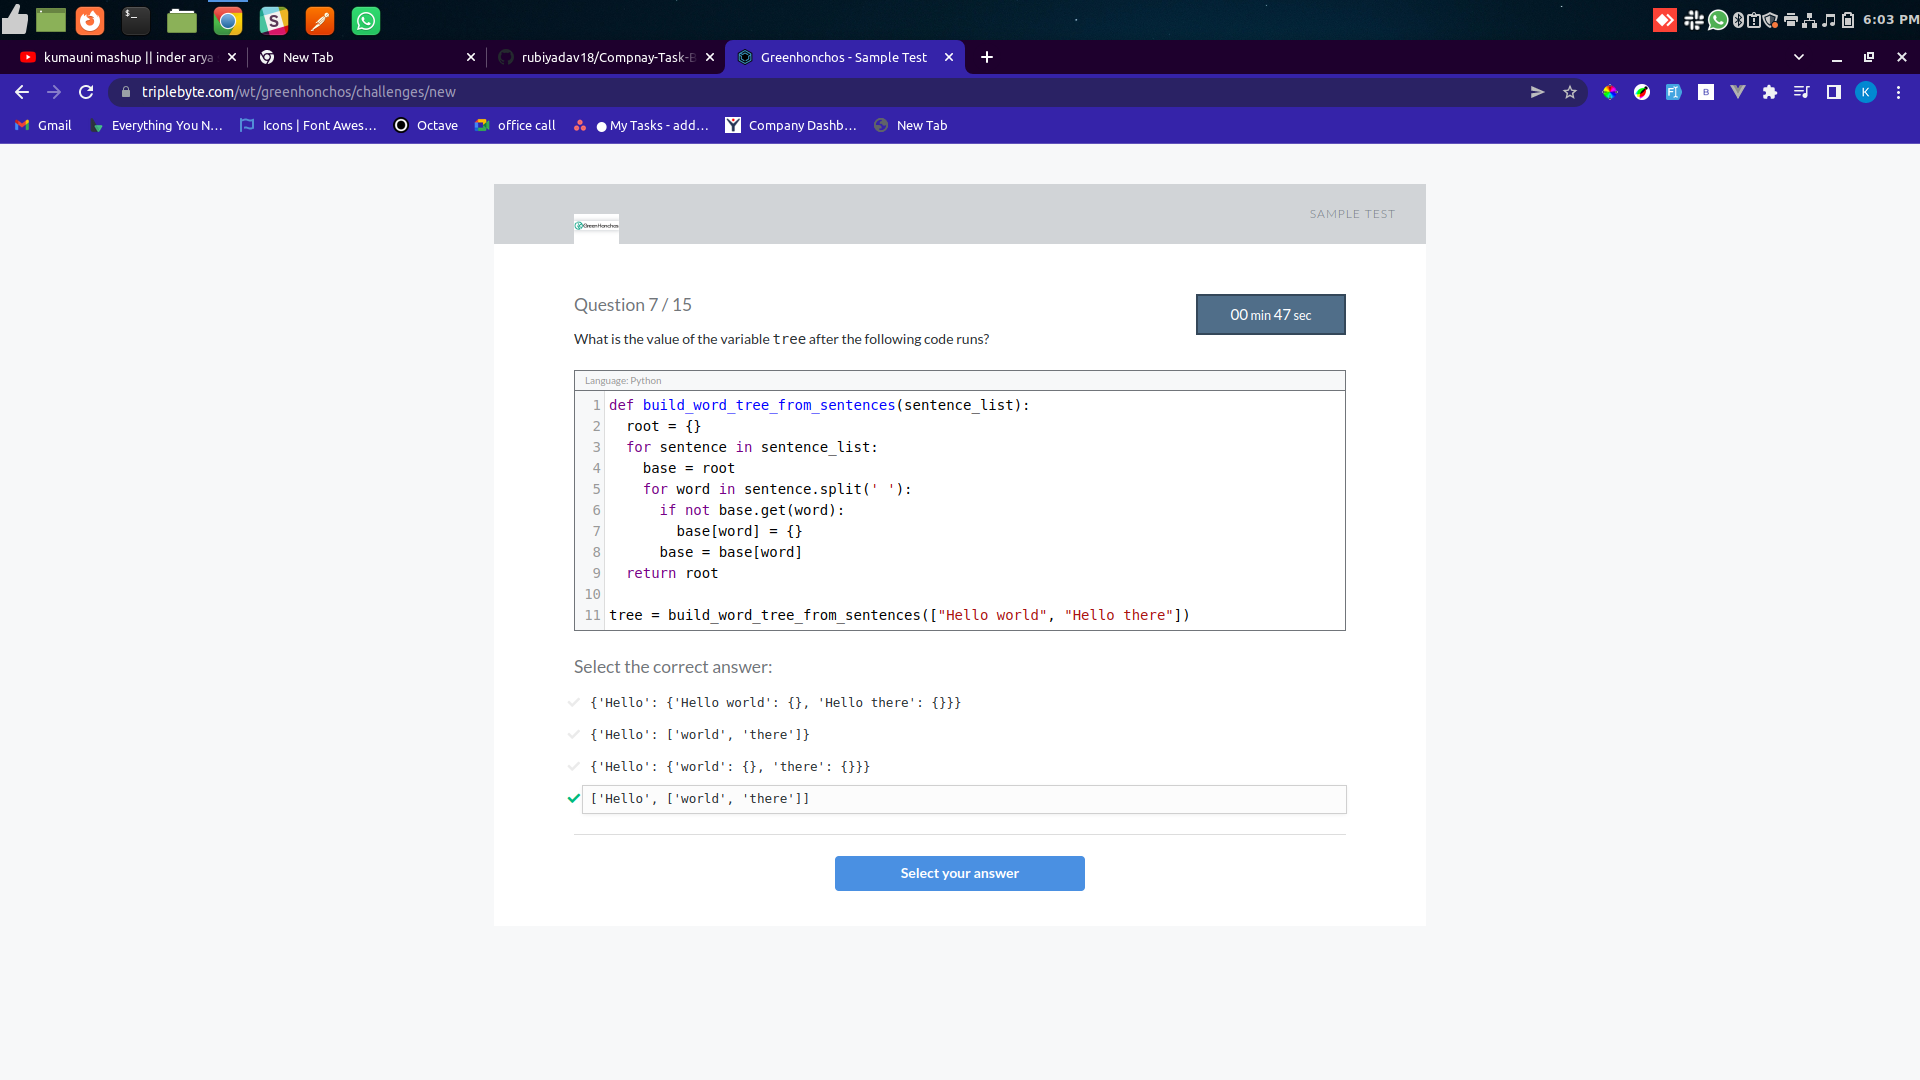 6:03 PM
kumauni mashup || inder arya
New Tab
rubiyadav18/Compnay-Task-B
Greenhonchos - Sample Test
triplebyte.com/wt/greenhonchos/challenges/new
Gmail
Everything You N...
Icons | Font Awes...
Octave
office call
My Tasks - add...
Company Dashb...
New Tab
GreenHonchos
SAMPLE TEST
Question 7 / 15
00 min 47 sec
What is the value of the variable tree after the following code runs?
Language: Python
1 def build_word_tree_from_sentences(sentence_list):
2   root = {}
3   for sentence in sentence_list:
4     base = root
5     for word in sentence.split(' '):
6       if not base.get(word):
7         base[word] = {}
8       base = base[word]
9   return root
10
11 tree = build_word_tree_from_sentences(["Hello world", "Hello there"])
Select the correct answer:
{'Hello': {'Hello world': {}, 'Hello there': {}}}
{'Hello': ['world', 'there']}
{'Hello': {'world': {}, 'there': {}}}
['Hello', ['world', 'there']]
Select your answer